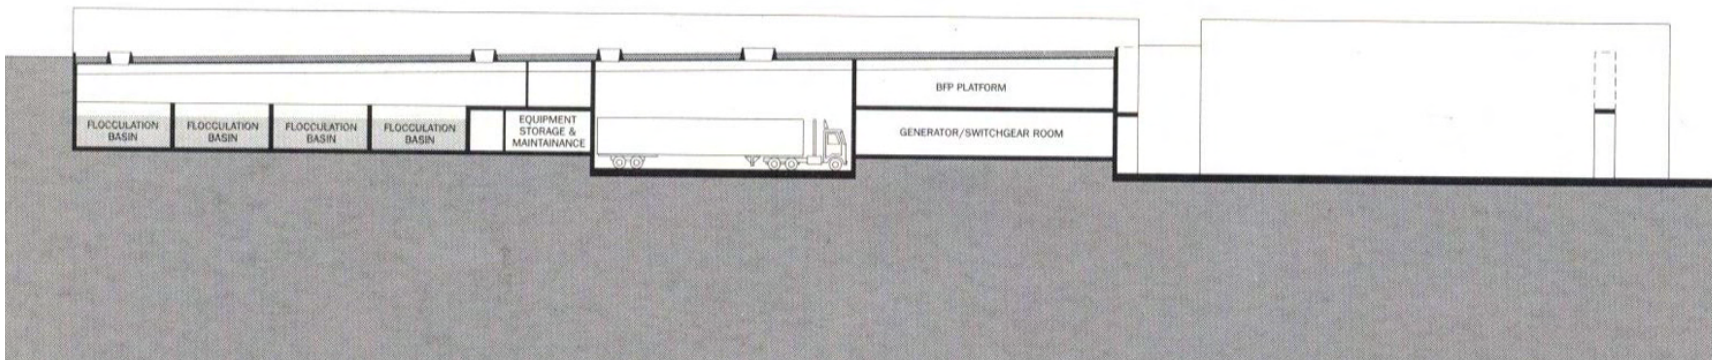 BFP PLATFORM
FLOCCULATION
BASIN
FLOCCULATION
BASIN
FLOCCULATION
BASIN
FLOCCULATION
BASIN
EQUIPMENT
STORAGE &
MAINTAINANCE
GENERATOR/SWITCHGEAR ROOM